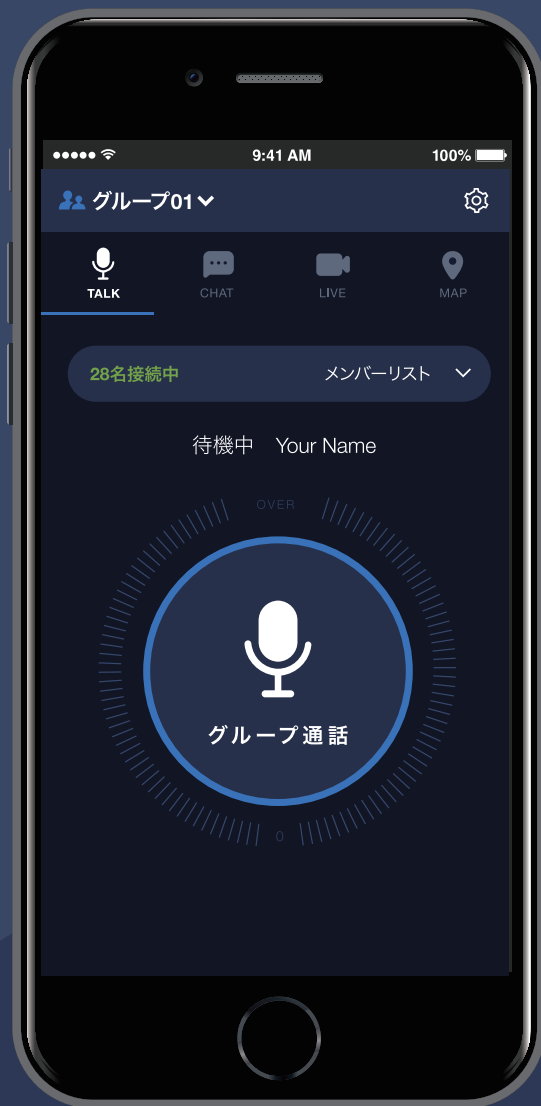 9:41 AM 100%
グループ01
TALK CHAT LIVE MAP
28名接続中 メンバーリスト
待機中 Your Name
OVER
グループ通話
0